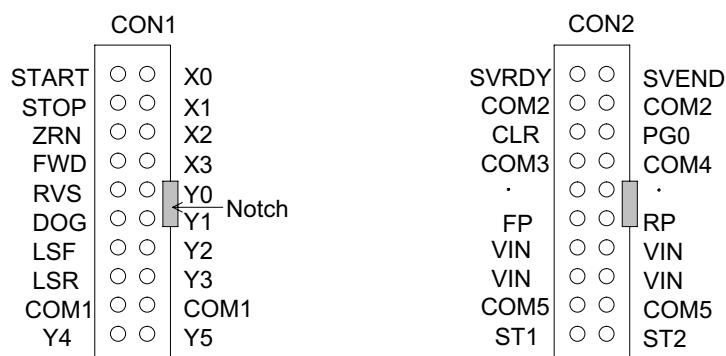 CON1 CON2
START X0 SVRDY SVEND
STOP X1 COM2 COM2
ZRN X2 CLR PG0
FWD X3 COM3 COM4
RVS Y0 · ·
Notch
DOG Y1 FP RP
LSF Y2 VIN VIN
LSR Y3 VIN VIN
COM1 COM1 COM5 COM5
Y4 Y5 ST1 ST2